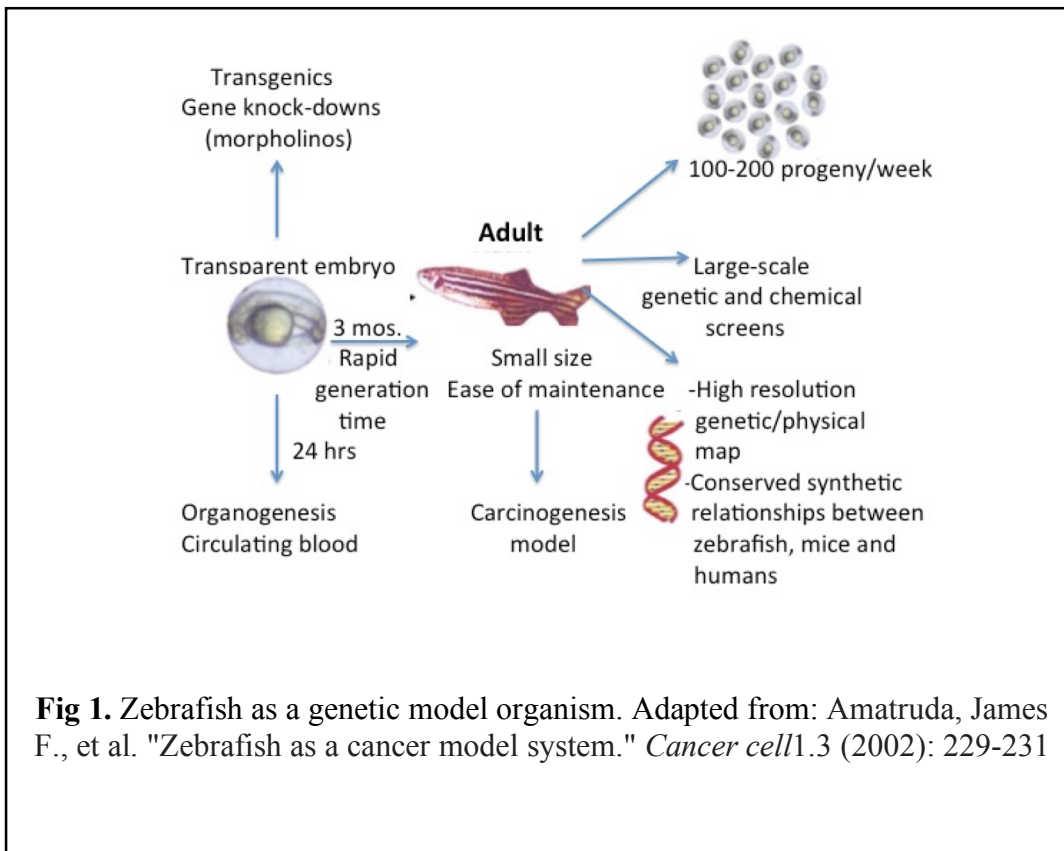 Transgenics
Gene knock-downs
(morpholinos)
100-200 progeny/week
Adult
Transparent embryo
Large-scale
genetic and chemical
screens
3 mos.
Rapid
generation
time
Small size
Ease of maintenance
-High resolution
genetic/physical
map
-Conserved synthetic
relationships between
zebrafish, mice and
humans
24 hrs
Organogenesis
Circulating blood
Carcinogenesis
model
Fig 1. Zebrafish as a genetic model organism. Adapted from: Amatruda, James
F., et al. "Zebrafish as a cancer model system." Cancer cell1.3 (2002): 229-231